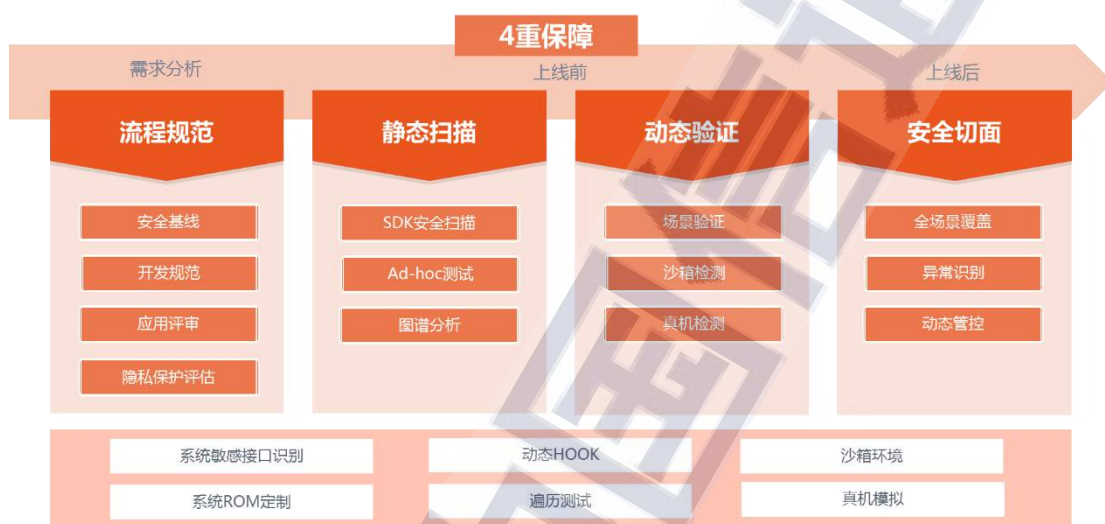 4重保障
需求分析
上线前
上线后
流程规范
静态扫描
动态验证
安全切面
安全基线
SDK安全扫描
场景验证
全场景覆盖
开发规范
Ad-hoc测试
沙箱检测
异常识别
应用评审
图谱分析
真机检测
动态管控
隐私保护评估
系统敏感接口识别
动态HOOK
沙箱环境
系统ROM定制
遍历测试
真机模拟